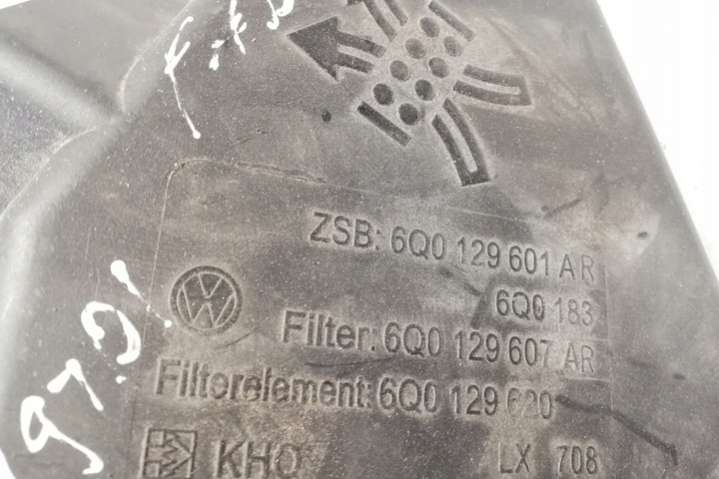 ZSB: 6Q0 129 601 AR
6Q0 183
Filter: 6Q0 129 607 AR
Filterelement: 6Q0 129 620
KHO
LX 708